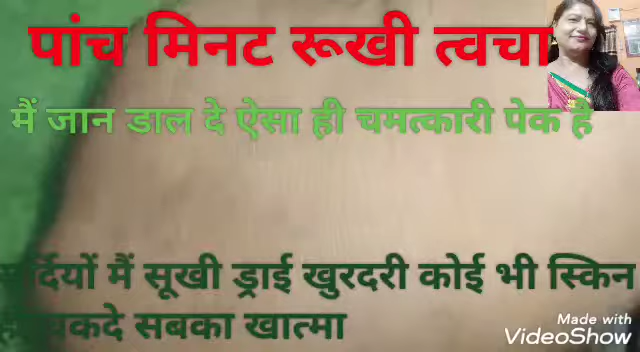 पांच मिनट रूखी त्वचा
मैं जान डाल दे ऐसा ही चमत्कारी पेक है
मैं सूखी ड्राई खुरदरी कोई भी स्किन
सबका खात्मा
Made with
VideoShow